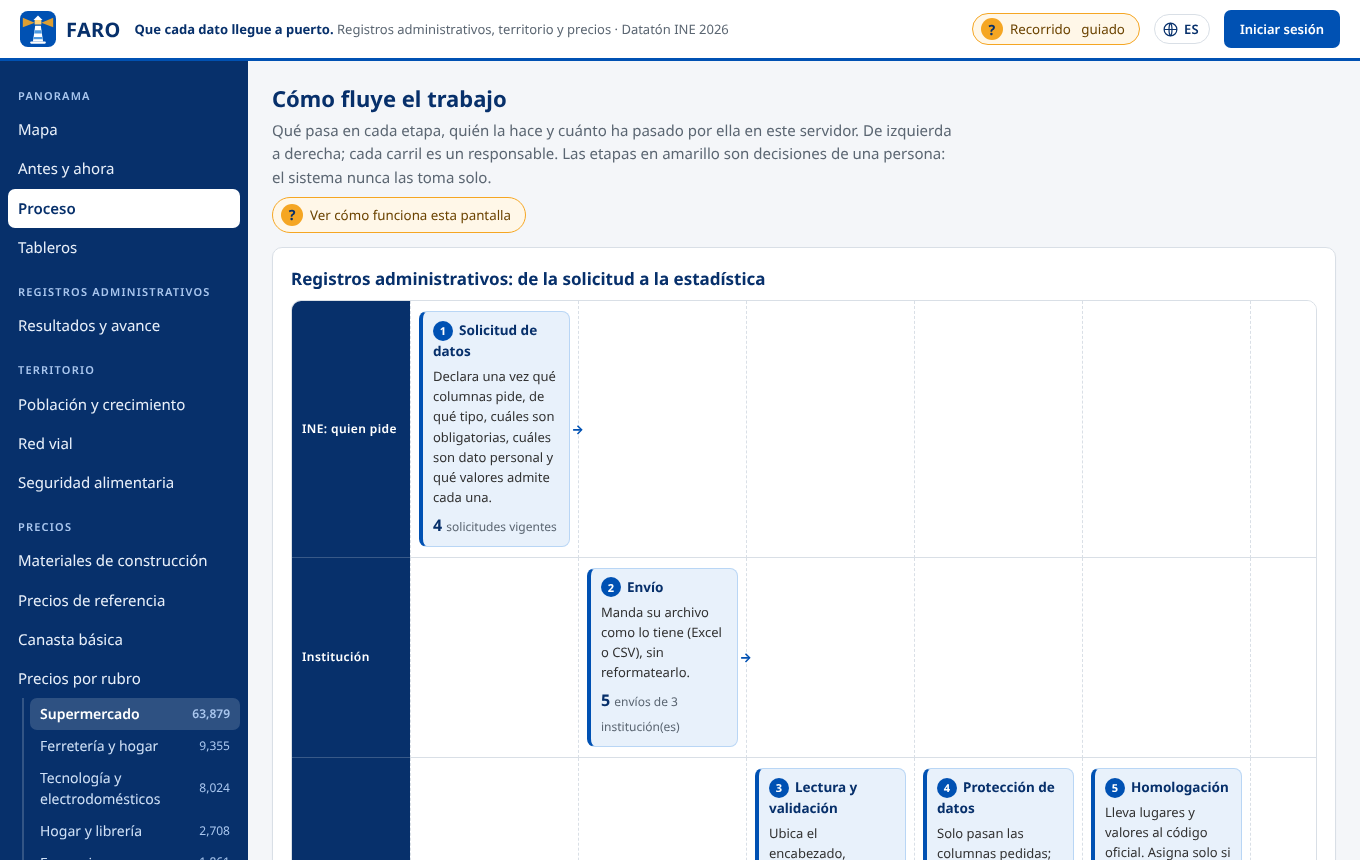 FARO
Que cada dato llegue a puerto. Registros administrativos, territorio y precios · Datatón INE 2026
? Recorrido guiado
ES
Iniciar sesión
PANORAMA
Mapa
Antes y ahora
Proceso
Tableros
REGISTROS ADMINISTRATIVOS
Resultados y avance
TERRITORIO
Población y crecimiento
Red vial
Seguridad alimentaria
PRECIOS
Materiales de construcción
Precios de referencia
Canasta básica
Precios por rubro
Supermercado 63,879
Ferretería y hogar 9,355
Tecnología y
electrodomésticos 8,024
Hogar y librería 2,708
Cómo fluye el trabajo
Qué pasa en cada etapa, quién la hace y cuánto ha pasado por ella en este servidor. De izquierda
a derecha; cada carril es un responsable. Las etapas en amarillo son decisiones de una persona:
el sistema nunca las toma solo.
? Ver cómo funciona esta pantalla
Registros administrativos: de la solicitud a la estadística
INE: quien pide
1 Solicitud de
datos
Declara una vez qué
columnas pide, de
qué tipo, cuáles son
obligatorias, cuáles
son dato personal y
qué valores admite
cada una.
4 solicitudes vigentes
→
Institución
2 Envío
Manda su archivo
como lo tiene (Excel
o CSV), sin
reformatearlo.
5 envíos de 3
institución(es)
→
3 Lectura y
validación
Ubica el
encabezado,
4 Protección de
datos
Solo pasan las
columnas pedidas;
5 Homologación
Lleva lugares y
valores al código
oficial. Asigna solo si